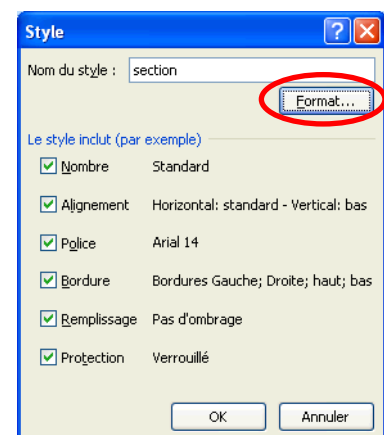 Style
Nom du style : section
Format...
Le style inclut (par exemple)
Nombre Standard
Alignement Horizontal: standard - Vertical: bas
Police Arial 14
Bordure Bordures Gauche; Droite; haut; bas
Remplissage Pas d'ombrage
Protection Verrouillé
OK Annuler